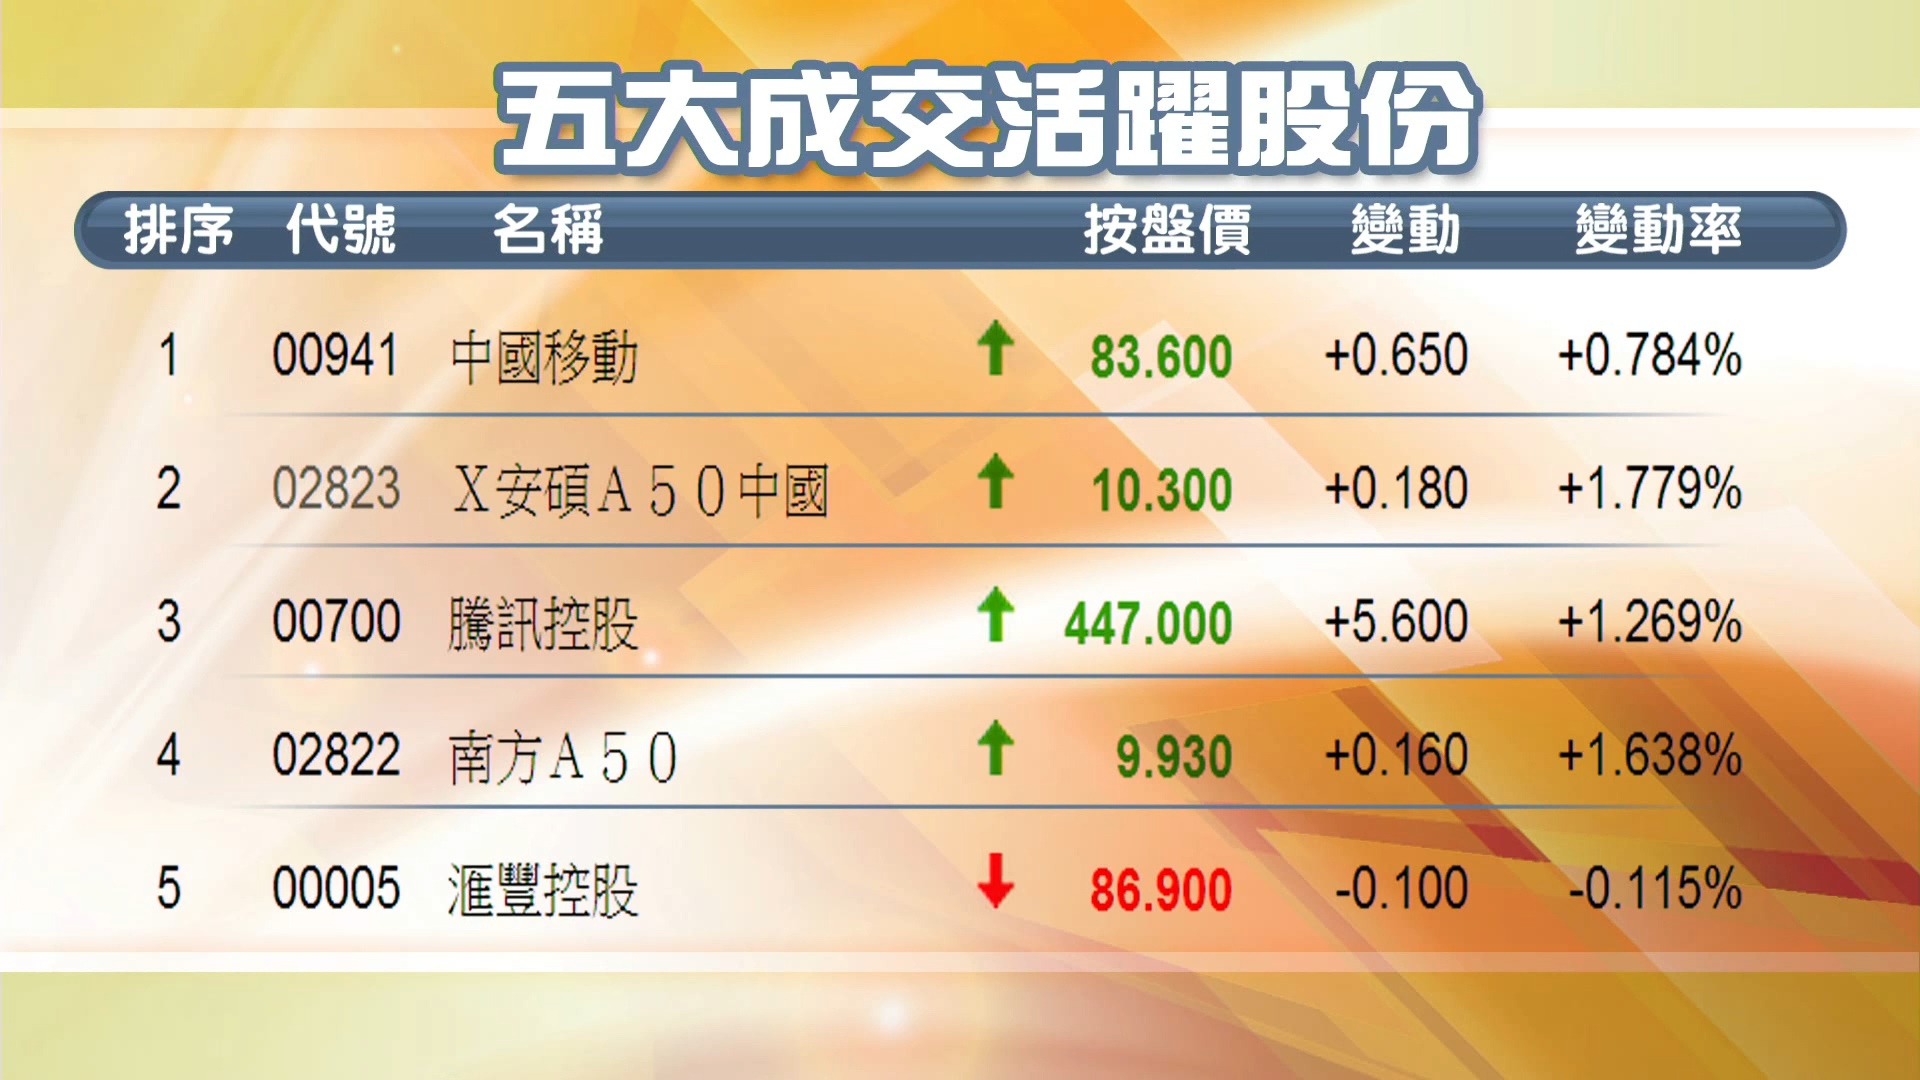 五大成交活躍股份
排序 代號 名稱 按盤價 變動 變動率
1 00941 中國移動 83.600 +0.650 +0.784%
2 02823 X安碩A50中國 10.300 +0.180 +1.779%
3 00700 騰訊控股 447.000 +5.600 +1.269%
4 02822 南方A50 9.930 +0.160 +1.638%
5 00005 滙豐控股 86.900 -0.100 -0.115%